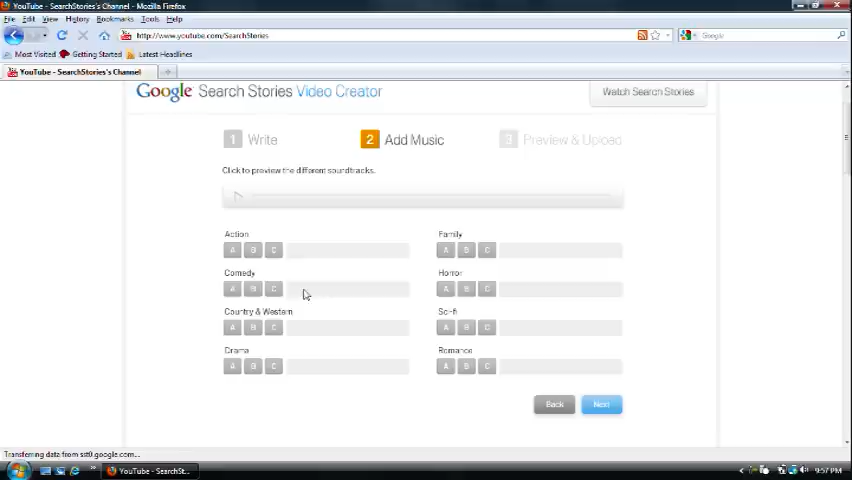 YouTube - SearchStories's Channel - Mozilla Firefox
File Edit View History Bookmarks Tools Help
http://www.youtube.com/SearchStories
Google
Most Visited Getting Started Latest Headlines
YouTube - SearchStories's Channel
Google Search Stories Video Creator
Watch Search Stories
1 Write 2 Add Music 3 Preview & Upload
Click to preview the different soundtracks.
Action Family
A B C A B C
Comedy Horror
A B C A B C
Country & Western Sci-fi
A B C A B C
Drama Romance
A B C A B C
Back Next
Transferring data from sst0.google.com...
YouTube - SearchSt...
9:57 PM